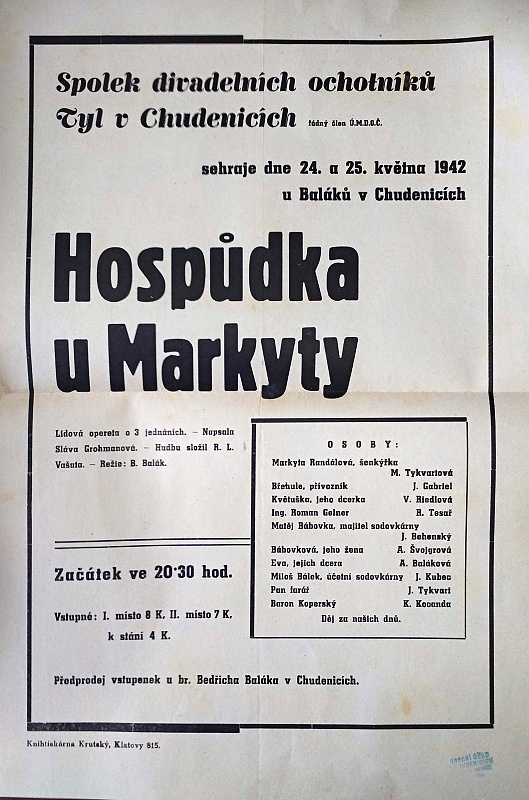 Spolek divadelních ochotníků
Tyl v Chudenicích řádný člen Ú.M.D.O.Č.
sehraje dne 24. a 25. května 1942
u Baláků v Chudenicích
Hospůdka
u Markyty
Lidová opereta o 3 jednáních. – Napsala
Sláva Grohmanová. – Hudbu složil R. L.
Vašata. – Režie: B. Balák.
Začátek ve 20·30 hod.
Vstupné: I. místo 8 K, II. místo 7 K,
k stání 4 K.
OSOBY:
Markyta Randálová, šenkýřka
M. Tykvartová
Břehule, převozník J. Gabriel
Květuška, jeho dcerka V. Riedlová
Ing. Roman Gelner R. Tesař
Matěj Bábovka, majitel sodovkárny
J. Behenský
Bábovková, jeho žena A. Švojgrová
Eva, jejich dcera A. Baláková
Miloš Bálek, účetní sodovkárny J. Kubec
Pan farář J. Tykvart
Baron Koperský K. Kovanda
Děj za našich dnů.
Předprodej vstupenek u br. Bedřicha Baláka v Chudenicích.
Knihtiskárna Krutský, Klatovy 815.